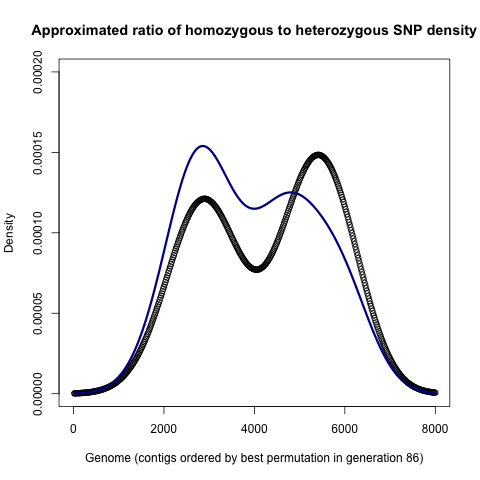 Approximated ratio of homozygous to heterozygous SNP density
0.00020
0.00015
0.00010
0.00005
0.00000
Density
0 2000 4000 6000 8000
Genome (contigs ordered by best permutation in generation 86)